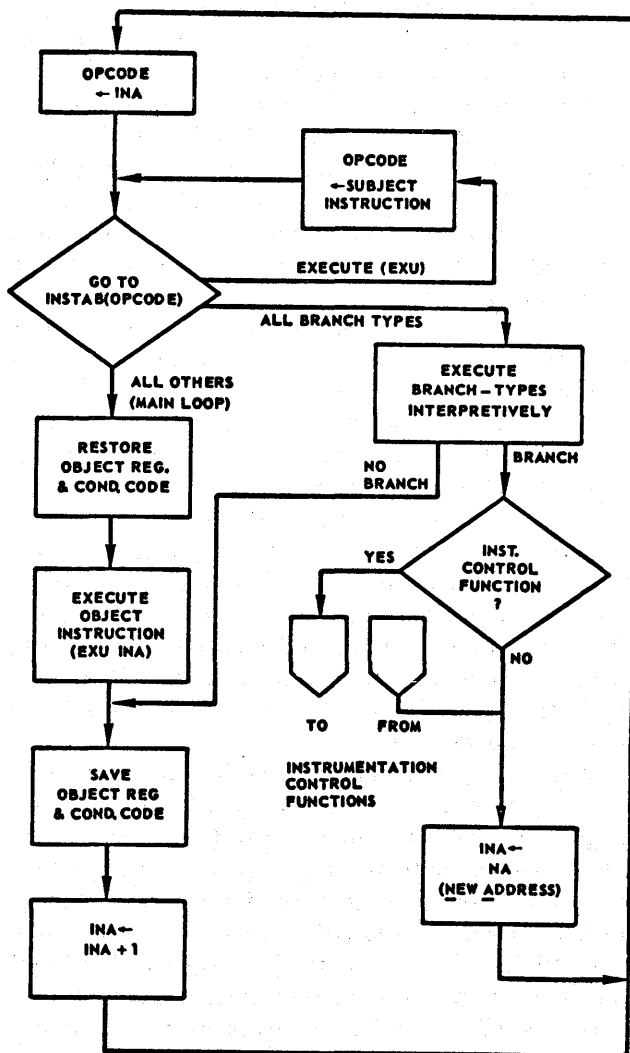 OPCODE
← INA
OPCODE
←SUBJECT
INSTRUCTION
GO TO
INSTAB(OPCODE)
EXECUTE (EXU)
ALL BRANCH TYPES
ALL OTHERS
(MAIN LOOP)
EXECUTE
BRANCH-TYPES
INTERPRETIVELY
RESTORE
OBJECT REG.
& COND. CODE
NO
BRANCH
BRANCH
YES
INST.
CONTROL
FUNCTION
?
EXECUTE
OBJECT
INSTRUCTION
(EXU INA)
NO
TO
FROM
INSTRUMENTATION
CONTROL
FUNCTIONS
SAVE
OBJECT REG
& COND. CODE
INA←
NA
(NEW ADDRESS)
INA←
INA + 1